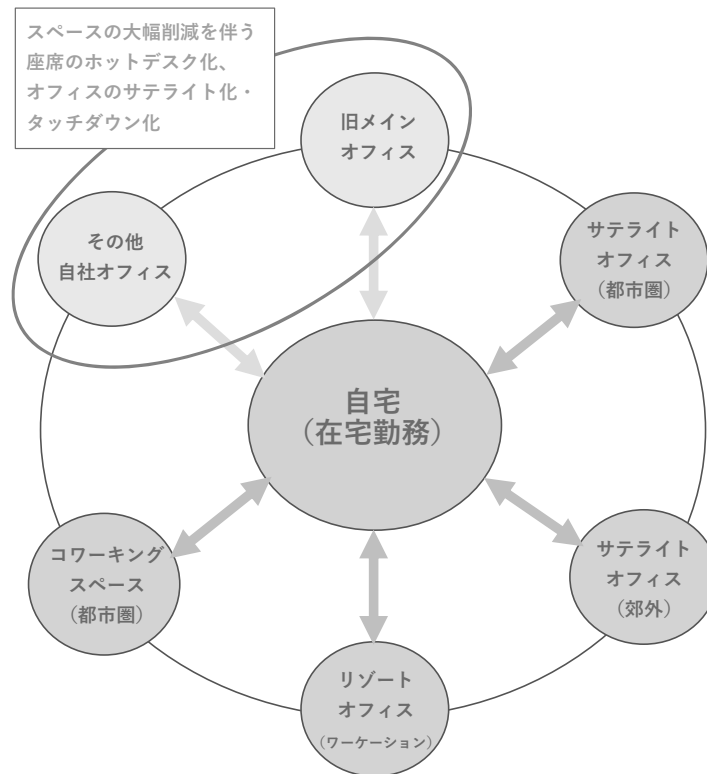 スペースの大幅削減を伴う
座席のホットデスク化、
オフィスのサテライト化・
タッチダウン化
旧メイン
オフィス
その他
自社オフィス
サテライト
オフィス
（都市圏）
自宅
（在宅勤務）
コワーキング
スペース
（都市圏）
サテライト
オフィス
（郊外）
リゾート
オフィス
（ワーケーション）